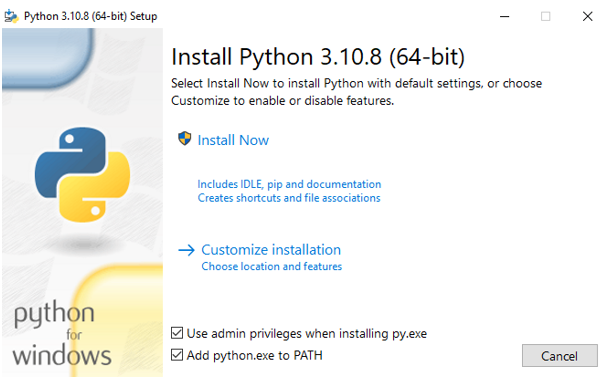 Python 3.10.8 (64-bit) Setup
Install Python 3.10.8 (64-bit)
Select Install Now to install Python with default settings, or choose
Customize to enable or disable features.
Install Now
Includes IDLE, pip and documentation
Creates shortcuts and file associations
Customize installation
Choose location and features
python
for
windows
Use admin privileges when installing py.exe
Add python.exe to PATH
Cancel